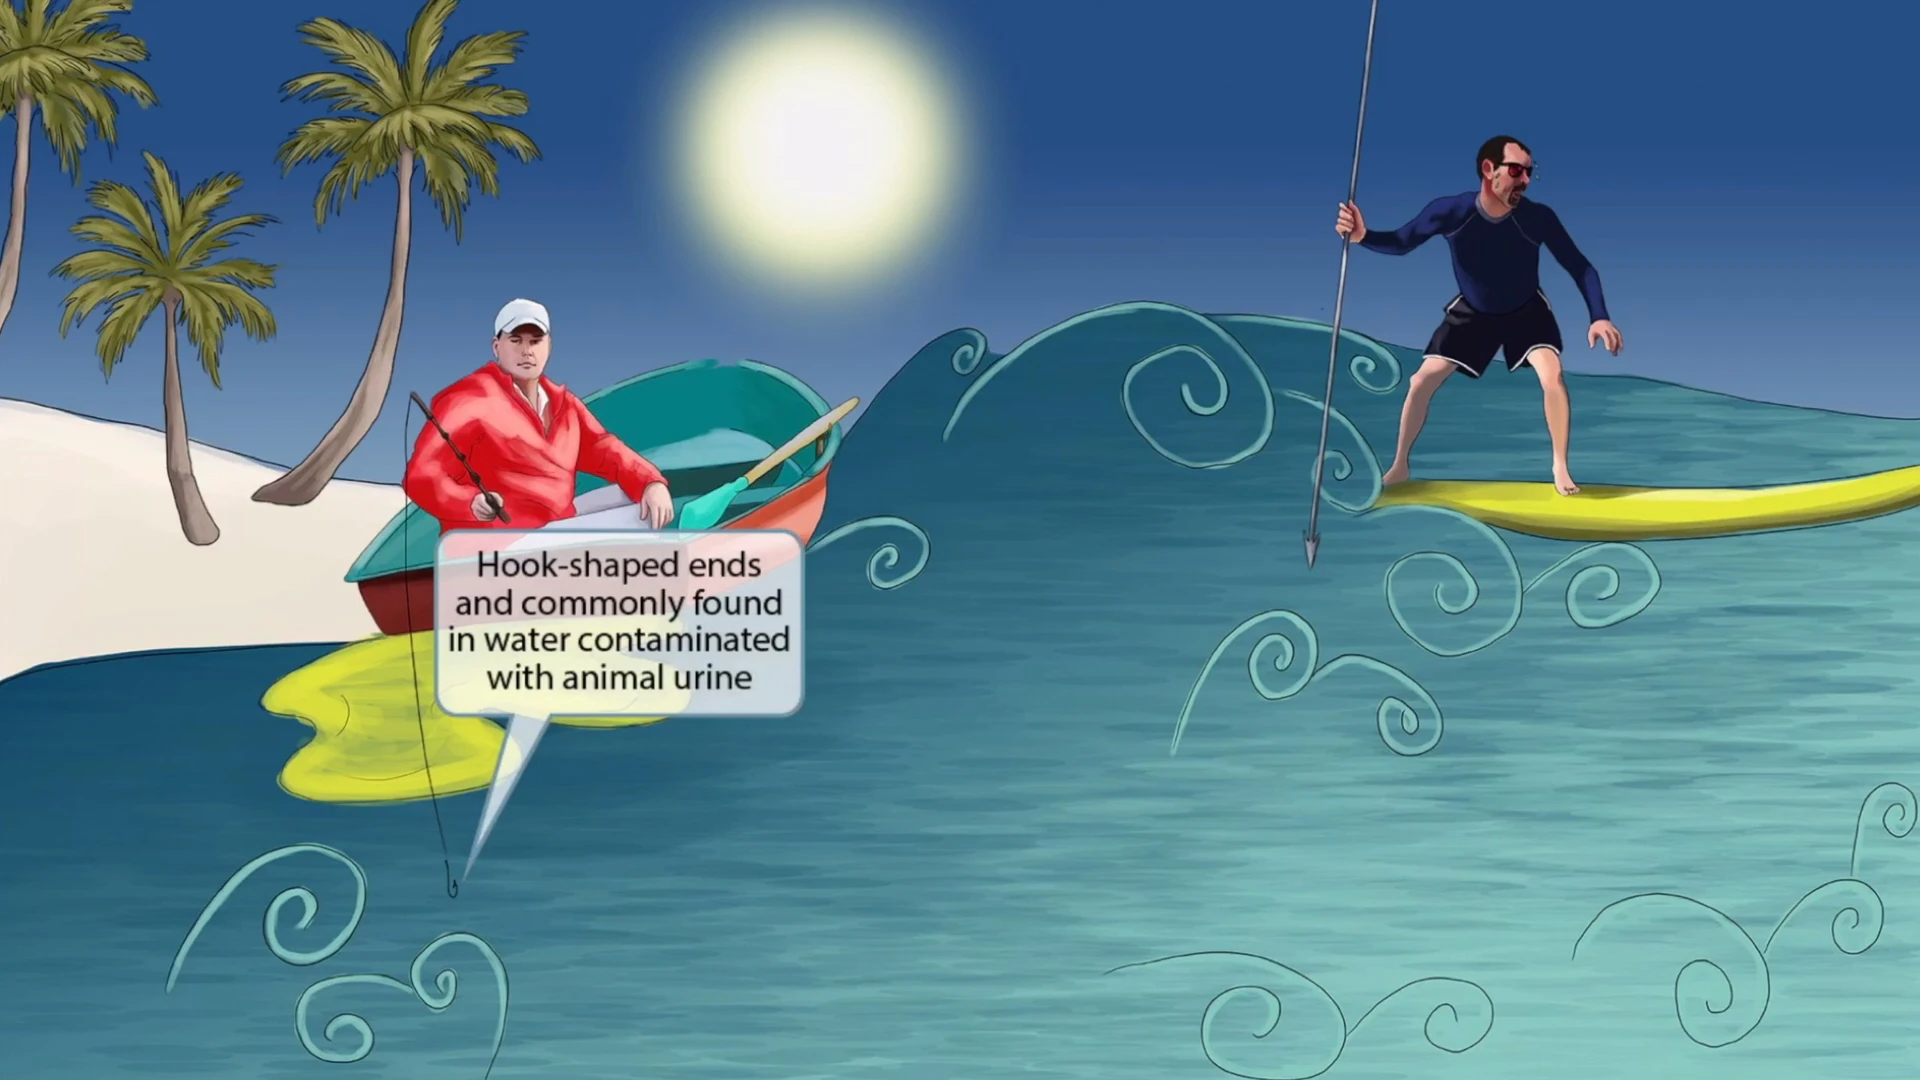 Hook-shaped ends
and commonly found
in water contaminated
with animal urine